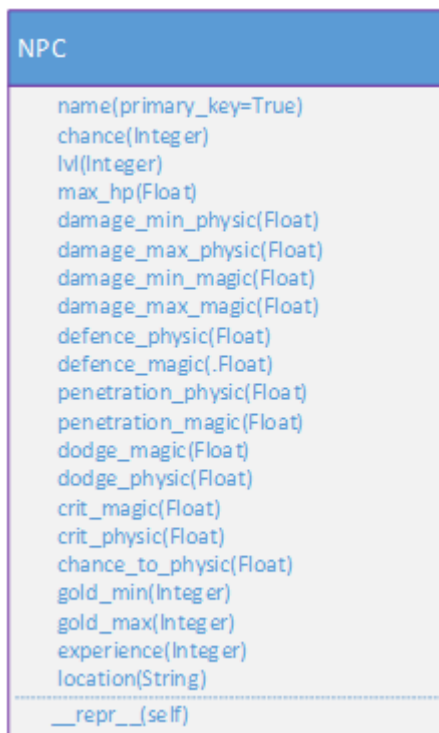 NPC
name(primary_key=True)
chance(Integer)
lvl(Integer)
max_hp(Float)
damage_min_physic(Float)
damage_max_physic(Float)
damage_min_magic(Float)
damage_max_magic(Float)
defence_physic(Float)
defence_magic(.Float)
penetration_physic(Float)
penetration_magic(Float)
dodge_magic(Float)
dodge_physic(Float)
crit_magic(Float)
crit_physic(Float)
chance_to_physic(Float)
gold_min(Integer)
gold_max(Integer)
experience(Integer)
location(String)
__repr__(self)